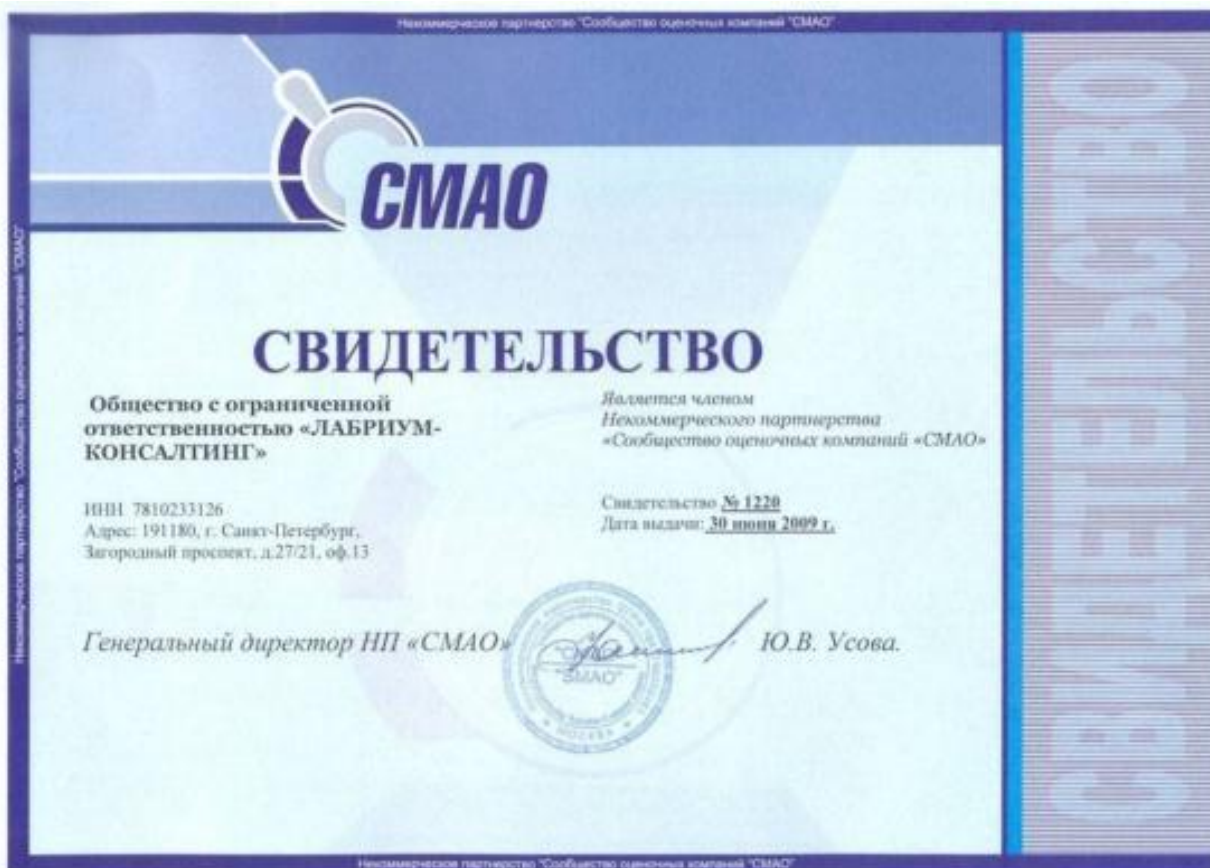 Некоммерческое партнерство "Сообщество оценочных компаний "СМАО"
СМАО
СВИДЕТЕЛЬСТВО
Общество с ограниченной
ответственностью «ЛАБРИУМ-
КОНСАЛТИНГ»
Является членом
Некоммерческого партнерства
«Сообщество оценочных компаний «СМАО»
ИНН 7810233126
Адрес: 191180, г. Санкт-Петербург,
Загородный проспект, д.27/21, оф.13
Свидетельство № 1220
Дата выдачи: 30 июня 2009 г.
Генеральный директор НП «СМАО»
Ю.В. Усова.
"SMAO"
МОСКВА
Некоммерческое партнерство "Сообщество оценочных компаний "СМАО"
Некоммерческое партнерство "Сообщество оценочных компаний "СМАО"
СВИДЕТЕЛЬСТВО